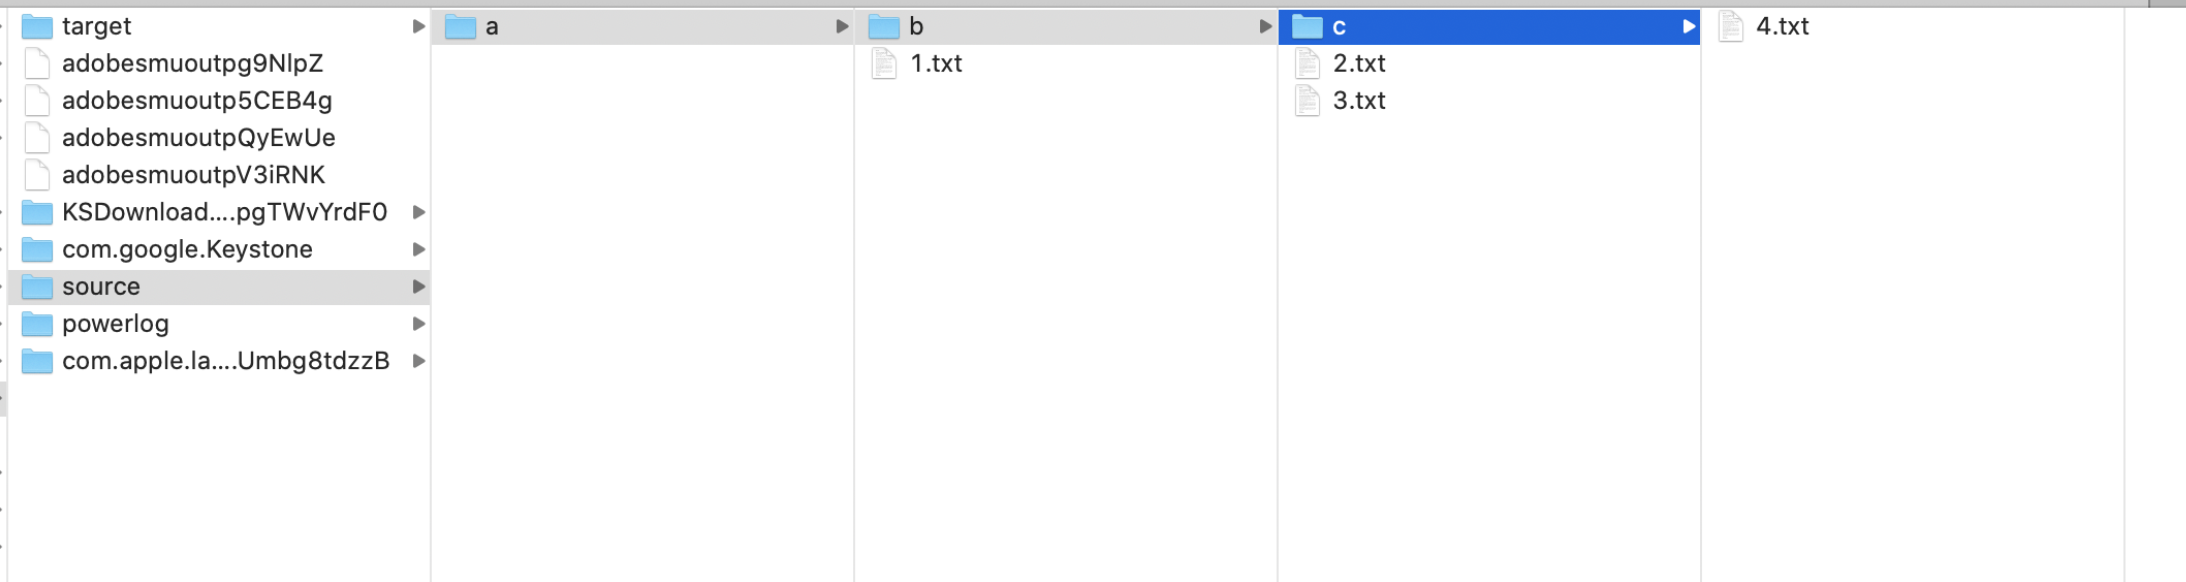 target
adobesmuoutpg9NlpZ
adobesmuoutp5CEB4g
adobesmuoutpQyEwUe
adobesmuoutpV3iRNK
KSDownload....pgTWvYrdF0
com.google.Keystone
source
powerlog
com.apple.la....Umbg8tdzzB
a
b
1.txt
c
2.txt
3.txt
4.txt